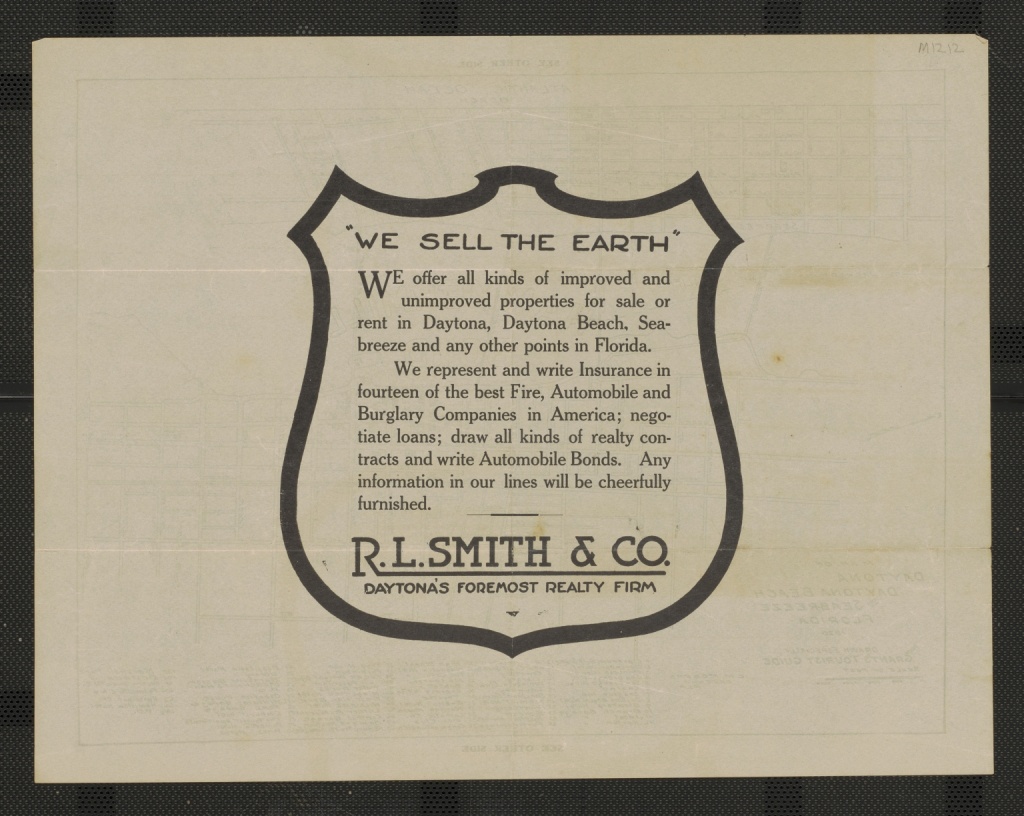 M1212
"WE SELL THE EARTH"
WE offer all kinds of improved and
unimproved properties for sale or
rent in Daytona, Daytona Beach, Sea-
breeze and any other points in Florida.
We represent and write Insurance in
fourteen of the best Fire, Automobile and
Burglary Companies in America; nego-
tiate loans; draw all kinds of realty con-
tracts and write Automobile Bonds. Any
information in our lines will be cheerfully
furnished.
R. L. SMITH & CO.
DAYTONA'S FOREMOST REALTY FIRM